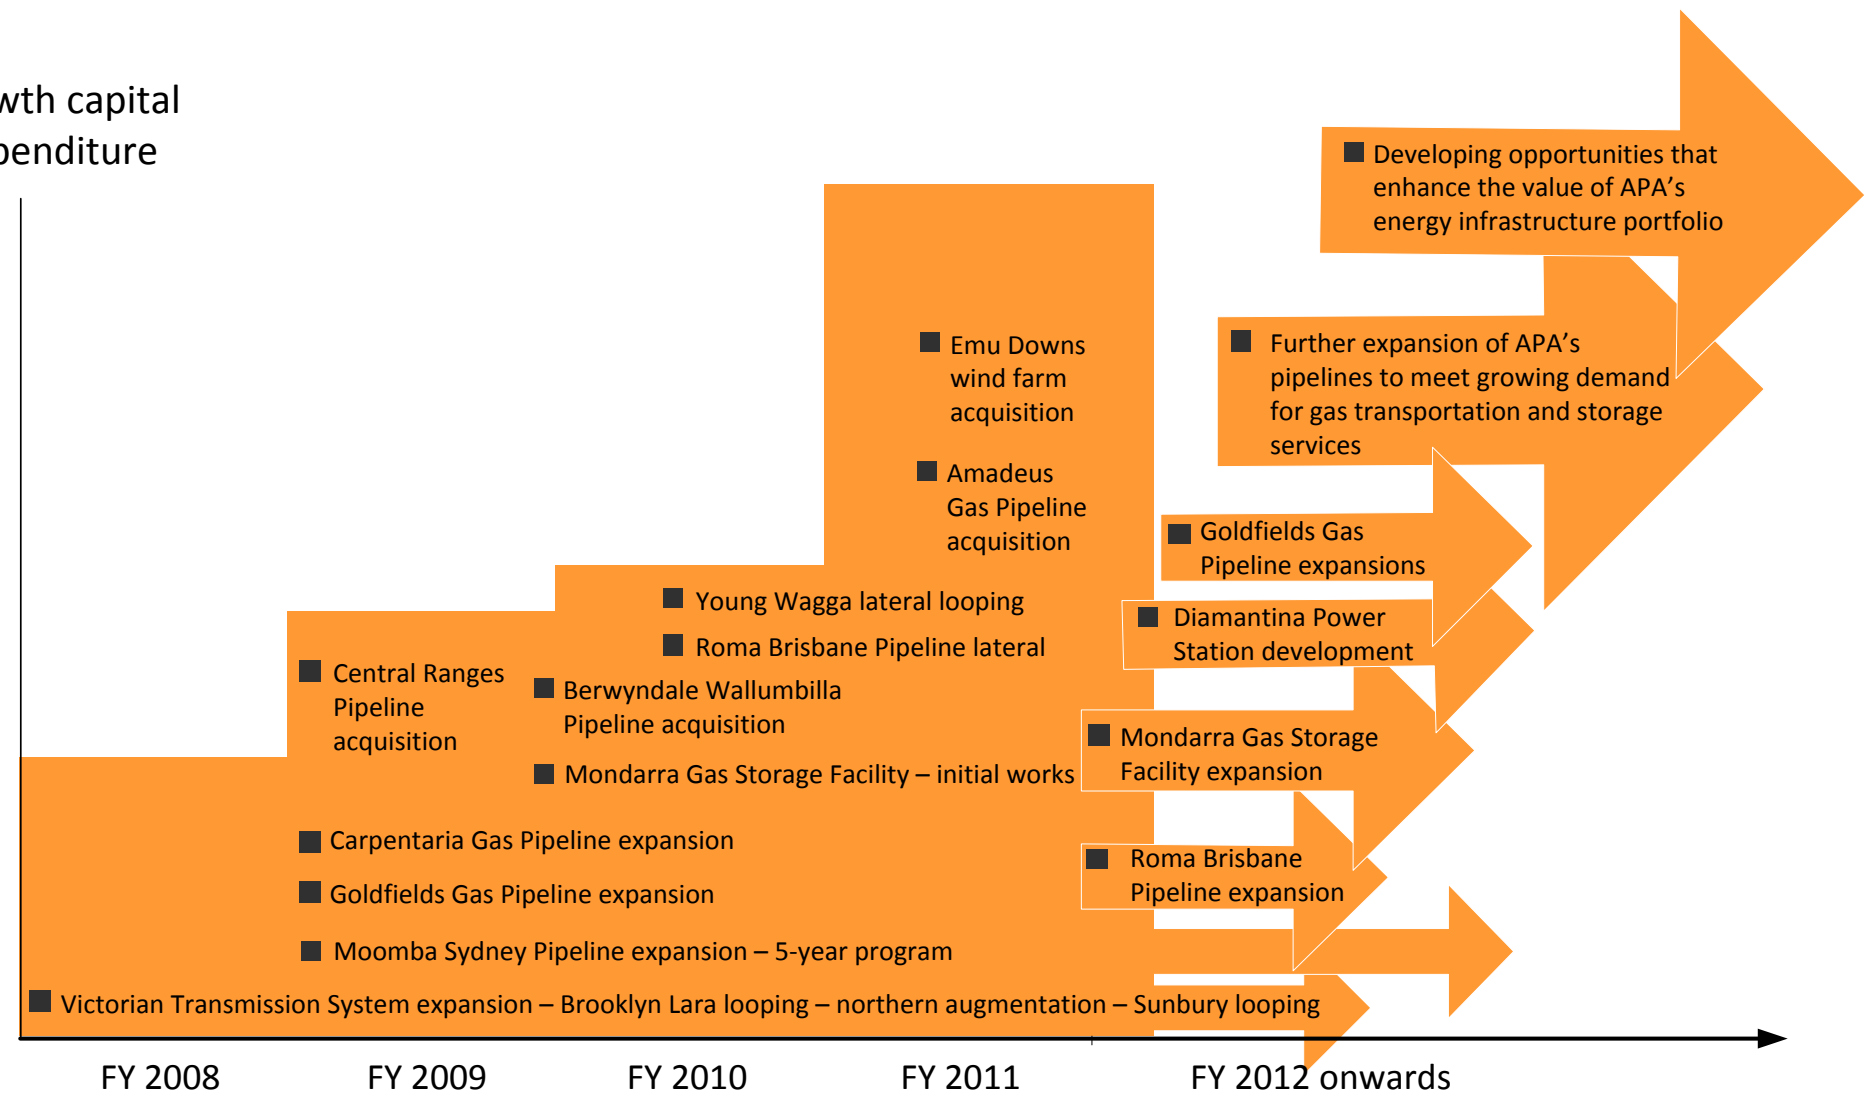 wth capital
penditure
Developing opportunities that
enhance the value of APA's
energy infrastructure portfolio
Emu Downs
wind farm
acquisition
Further expansion of APA's
pipelines to meet growing demand
for gas transportation and storage
services
Amadeus
Gas Pipeline
acquisition
Goldfields Gas
Pipeline expansions
Young Wagga lateral looping
Roma Brisbane Pipeline lateral
Diamantina Power
Station development
Central Ranges
Pipeline
acquisition
Berwyndale Wallumbilla
Pipeline acquisition
Mondarra Gas Storage Facility – initial works
Mondarra Gas Storage
Facility expansion
Carpentaria Gas Pipeline expansion
Roma Brisbane
Pipeline expansion
Goldfields Gas Pipeline expansion
Moomba Sydney Pipeline expansion – 5-year program
Victorian Transmission System expansion – Brooklyn Lara looping – northern augmentation – Sunbury looping
FY 2008
FY 2009
FY 2010
FY 2011
FY 2012 onwards